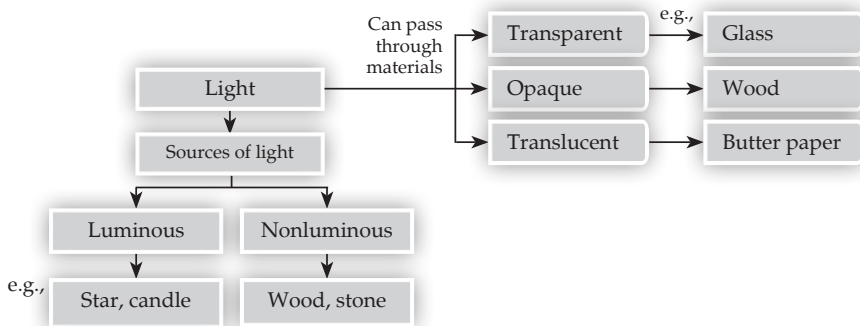 Can pass
through
materials
Transparent
e.g.,
Glass
Light
Opaque
Wood
Sources of light
Translucent
Butter paper
Luminous
Nonluminous
e.g.,
Star, candle
Wood, stone